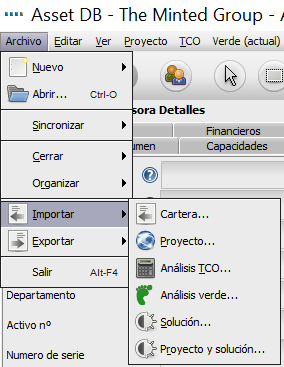 Asset DB - The Minted Group - A
Archivo Editar Ver Proyecto TCO Verde (actual)
Nuevo
Abrir... Ctrl-O
sora Detalles
Sincronizar
Financieros
umen Capacidades
Cerrar
Organizar
Importar
Cartera...
Exportar
Proyecto...
Salir Alt-F4
Análisis TCO...
Departamento
Análisis verde...
Activo nº
Solución...
Numero de serie
Proyecto y solución...